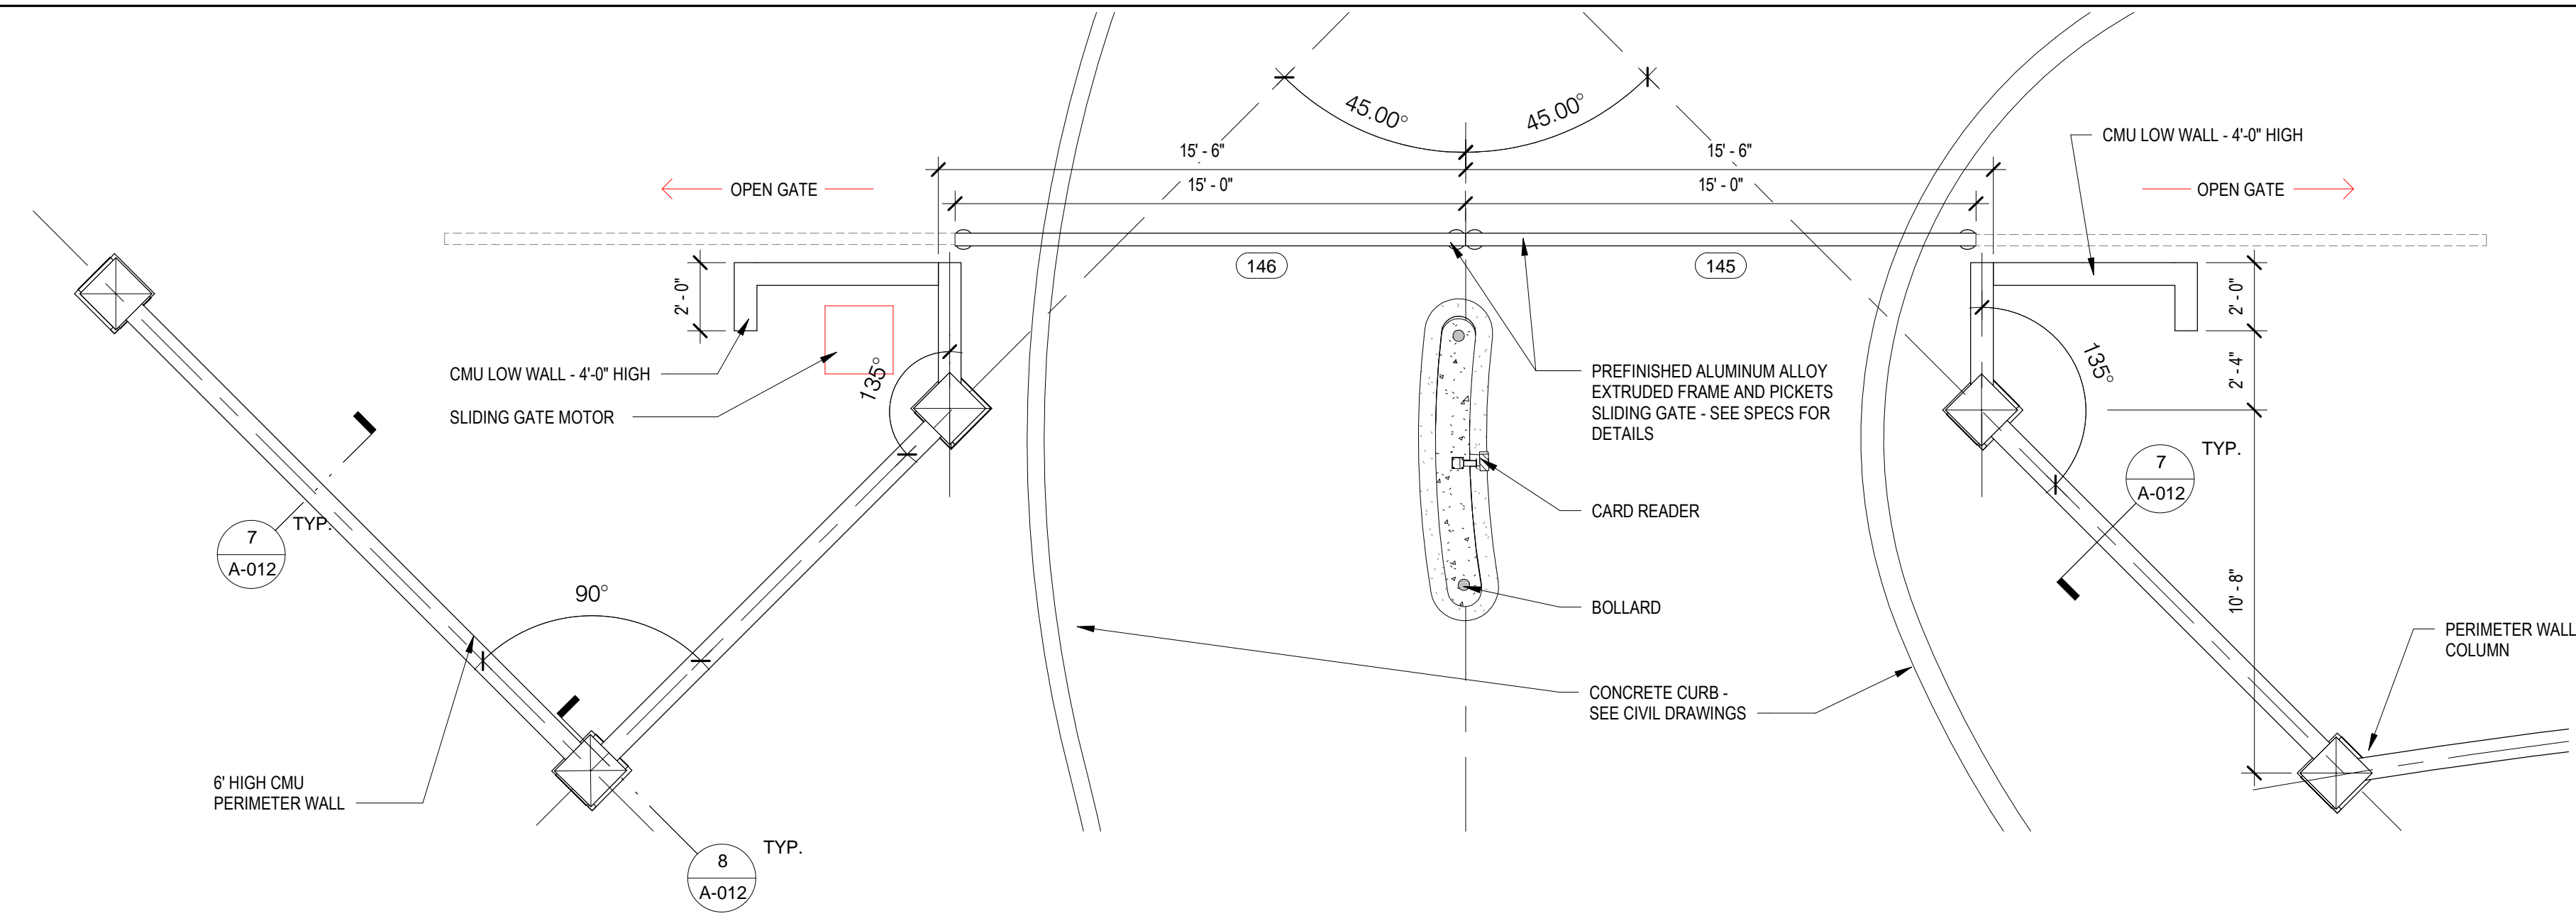 45.00°
45.00°
15' - 6"
15' - 6"
CMU LOW WALL - 4'-0" HIGH
OPEN GATE
15' - 0"
15' - 0"
OPEN GATE
146
145
2' - 0"
2' - 0"
CMU LOW WALL - 4'-0" HIGH
SLIDING GATE MOTOR
135°
PREFINISHED ALUMINUM ALLOY
EXTRUDED FRAME AND PICKETS
SLIDING GATE - SEE SPECS FOR
DETAILS
135°
2' - 4"
7
A-012
TYP.
7
A-012
TYP.
CARD READER
90°
BOLLARD
10' - 8"
PERIMETER WALL
COLUMN
CONCRETE CURB -
SEE CIVIL DRAWINGS
6' HIGH CMU
PERIMETER WALL
8
A-012
TYP.